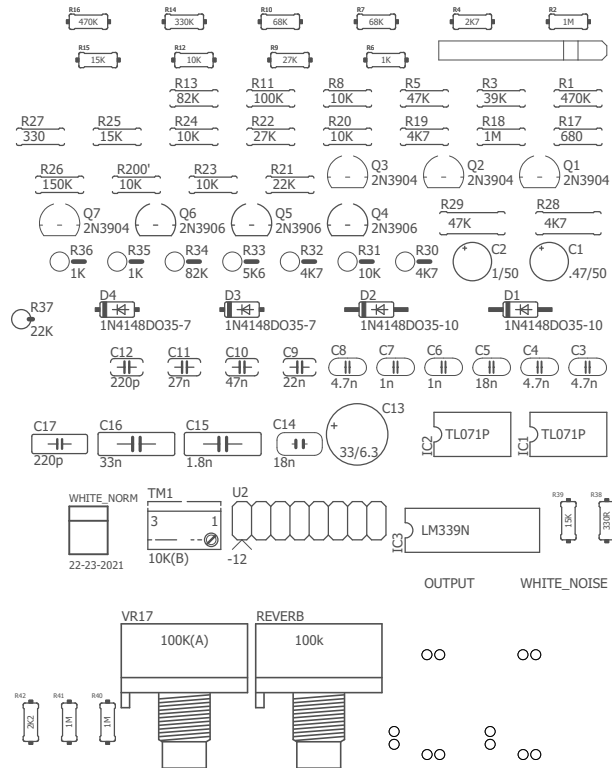 R16 R14 R10 R7 R4 R2
470K 330K 68K 68K 2K7 1M
R15 R12 R9 R6
15K 10K 27K 1K
R13 R11 R8 R5 R3 R1
82K 100K 10K 47K 39K 470K
R27 R25 R24 R22 R20 R19 R18 R17
330 15K 10K 27K 10K 4K7 1M 680
Q3 Q2 Q1
R26 R200' R23 R21 2N3904 2N3904 2N3904
150K 10K 10K 22K
Q7 Q6 Q5 Q4 R29 R28
2N3904 2N3906 2N3906 2N3906 47K 4K7
R36 R35 R34 R33 R32 R31 R30 C2 C1
1K 1K 82K 5K6 4K7 10K 4K7 1/50 .47/50
D4 D3 D2 D1
R37
22K 1N4148DO35-7 1N4148DO35-7 1N4148DO35-10 1N4148DO35-10
C12 C11 C10 C9 C8 C7 C6 C5 C4 C3
220p 27n 47n 22n 4.7n 1n 1n 18n 4.7n 4.7n
C13
C17 C16 C15 C14 IC2 TL071P IC1 TL071P
220p 33n 1.8n 18n 33/6.3
WHITE_NORM TM1 U2
3 1 IC3 LM339N R39 15K R38 330R
22-23-2021 10K(B) -12
OUTPUT WHITE_NOISE
VR17 REVERB
100K(A) 100k
R42 R41 R40
2K2 1M 1M